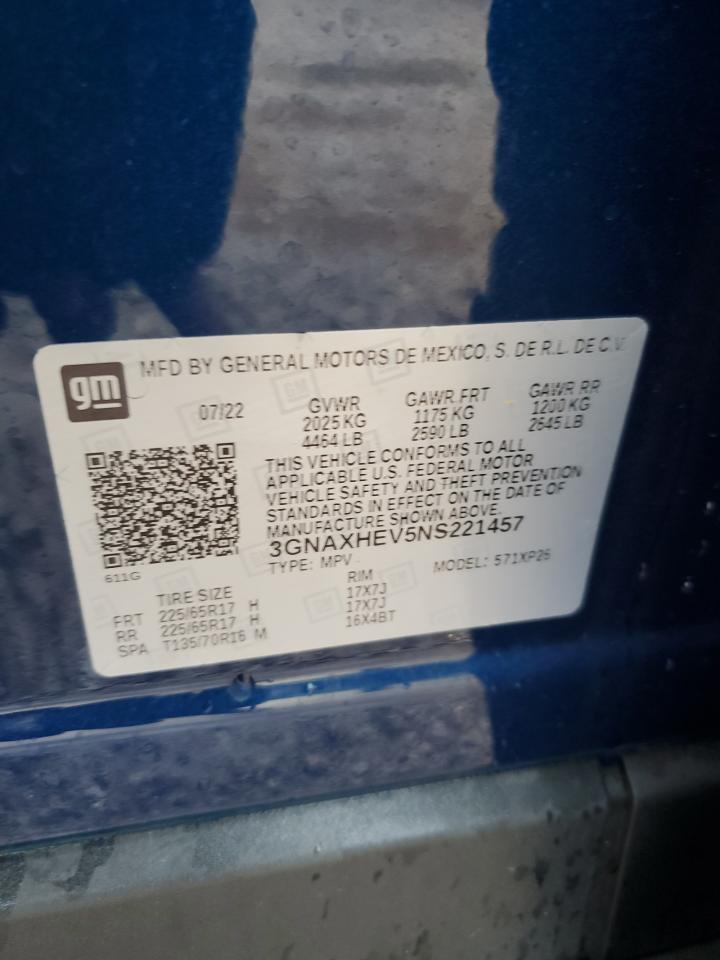 gm
MFD BY GENERAL MOTORS DE MEXICO, S. DE R.L. DE C.V.
07/22
GVWR
2025 KG
4464 LB
GAWR FRT
1175 KG
2590 LB
GAWR RR
1200 KG
2645 LB
THIS VEHICLE CONFORMS TO ALL
APPLICABLE U.S. FEDERAL MOTOR
VEHICLE SAFETY AND THEFT PREVENTION
STANDARDS IN EFFECT ON THE DATE OF
MANUFACTURE SHOWN ABOVE.
3GNAXHEV5NS221457
TYPE: MPV
MODEL: 571XP26
611G
TIRE SIZE
RIM
FRT 225/65R17 H 17X7J
RR 225/65R17 H 17X7J
SPA T135/70R16 M 16X4BT